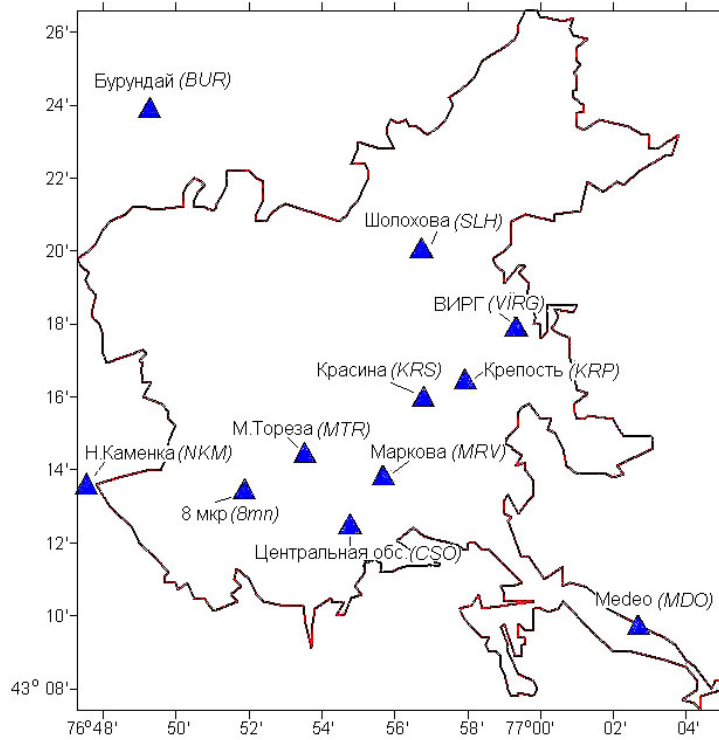 26'
Бурундай (BUR)
24'
22'
Шолохова (SLH)
20'
ВИРГ (VIRG)
18'
Красина (KRS)
Крепость (KRP)
16'
М.Тореза (MTR)
Маркова (MRV)
Н.Каменка (NKM)
14'
8 мкр (8mn)
12'
Центральная обс.(CSO)
Medeo (MDO)
10'
43° 08'
76°48' 50' 52' 54' 56' 58' 77°00' 02' 04'